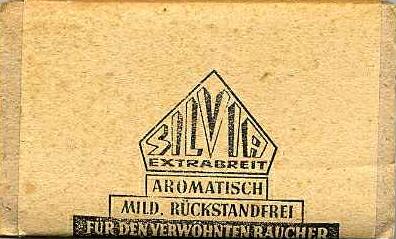 SILVIA
EXTRABREIT
AROMATISCH
MILD. RÜCKSTANDFREI
FÜR DEN VERWÖHNTEN RAUCHER